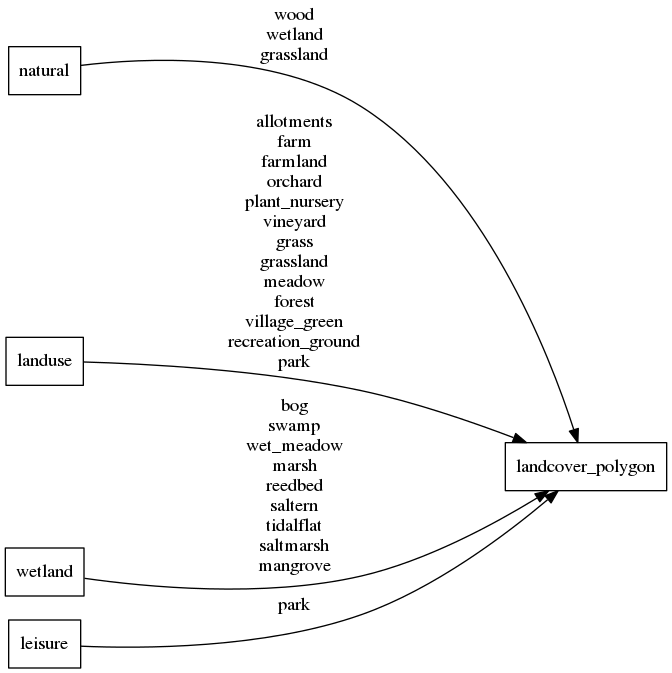 wood
wetland
grassland
natural
allotments
farm
farmland
orchard
plant_nursery
vineyard
grass
grassland
meadow
forest
village_green
recreation_ground
park
landuse
bog
swamp
wet_meadow
marsh
reedbed
saltern
tidalflat
saltmarsh
mangrove
landcover_polygon
wetland
park
leisure